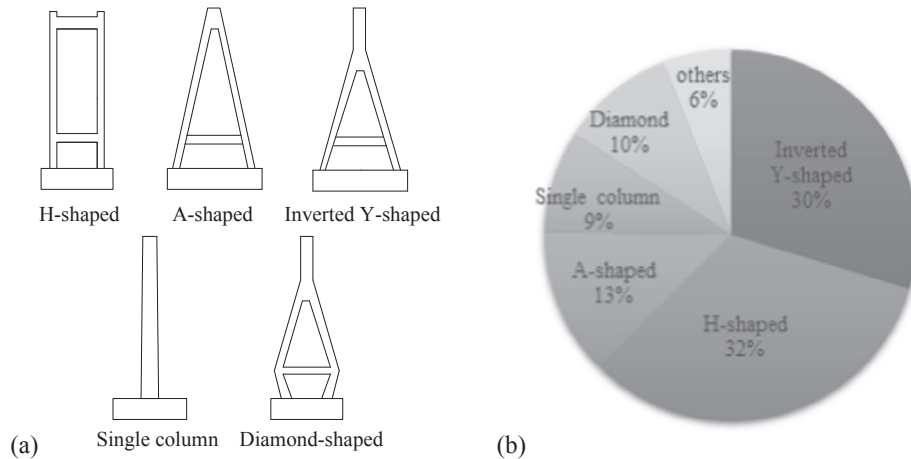 H-shaped
A-shaped
Inverted Y-shaped
Single column
Diamond-shaped
(a)
others
6%
Diamond
10%
Single column
9%
A-shaped
13%
H-shaped
32%
Inverted
Y-shaped
30%
(b)